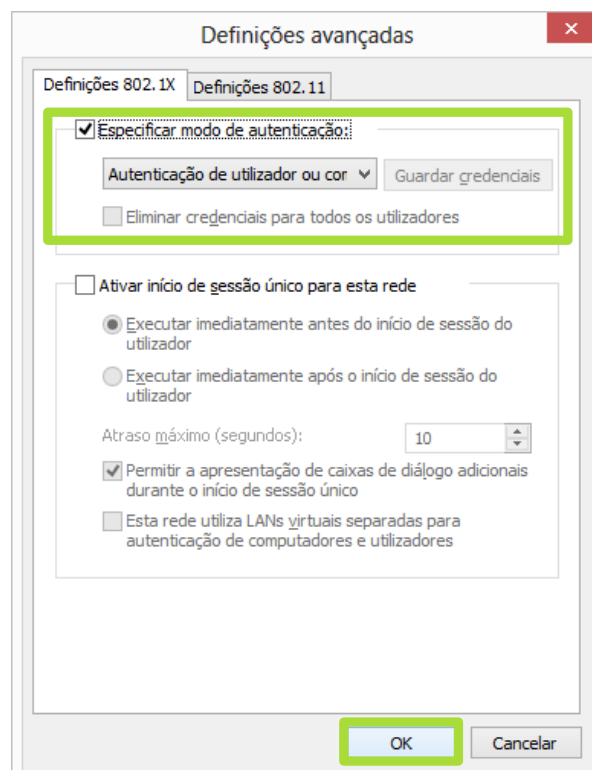 Definições avançadas
Definições 802.1X
Definições 802.11
Especificar modo de autenticação:
Autenticação de utilizador ou cor
Guardar credenciais
Eliminar credenciais para todos os utilizadores
Ativar início de sessão único para esta rede
Executar imediatamente antes do início de sessão do
utilizador
Executar imediatamente após o início de sessão do
utilizador
Atraso máximo (segundos):
10
Permitir a apresentação de caixas de diálogo adicionais
durante o início de sessão único
Esta rede utiliza LANs virtuais separadas para
autenticação de computadores e utilizadores
OK
Cancelar